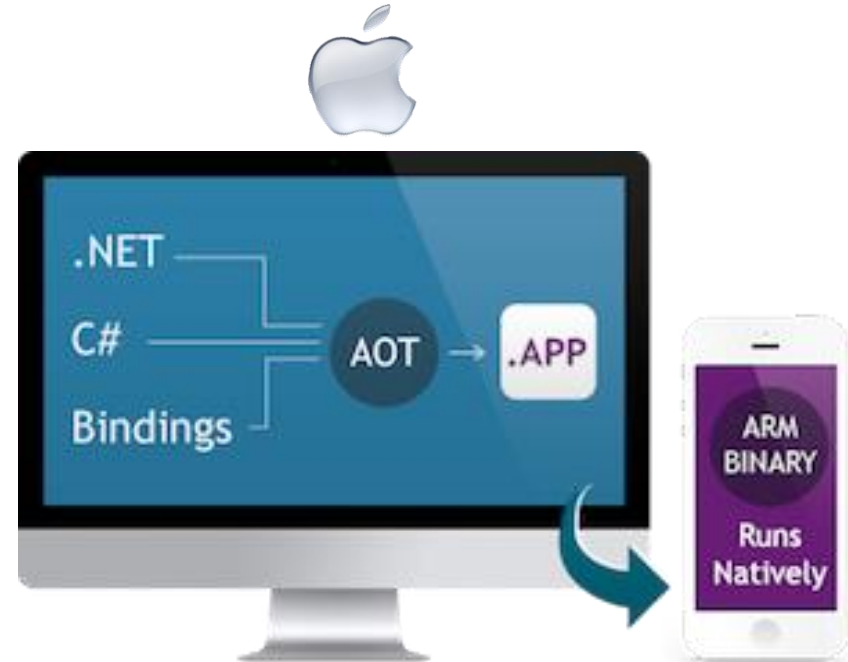 .NET
C#
Bindings
AOT
.APP
ARM
BINARY
Runs
Natively